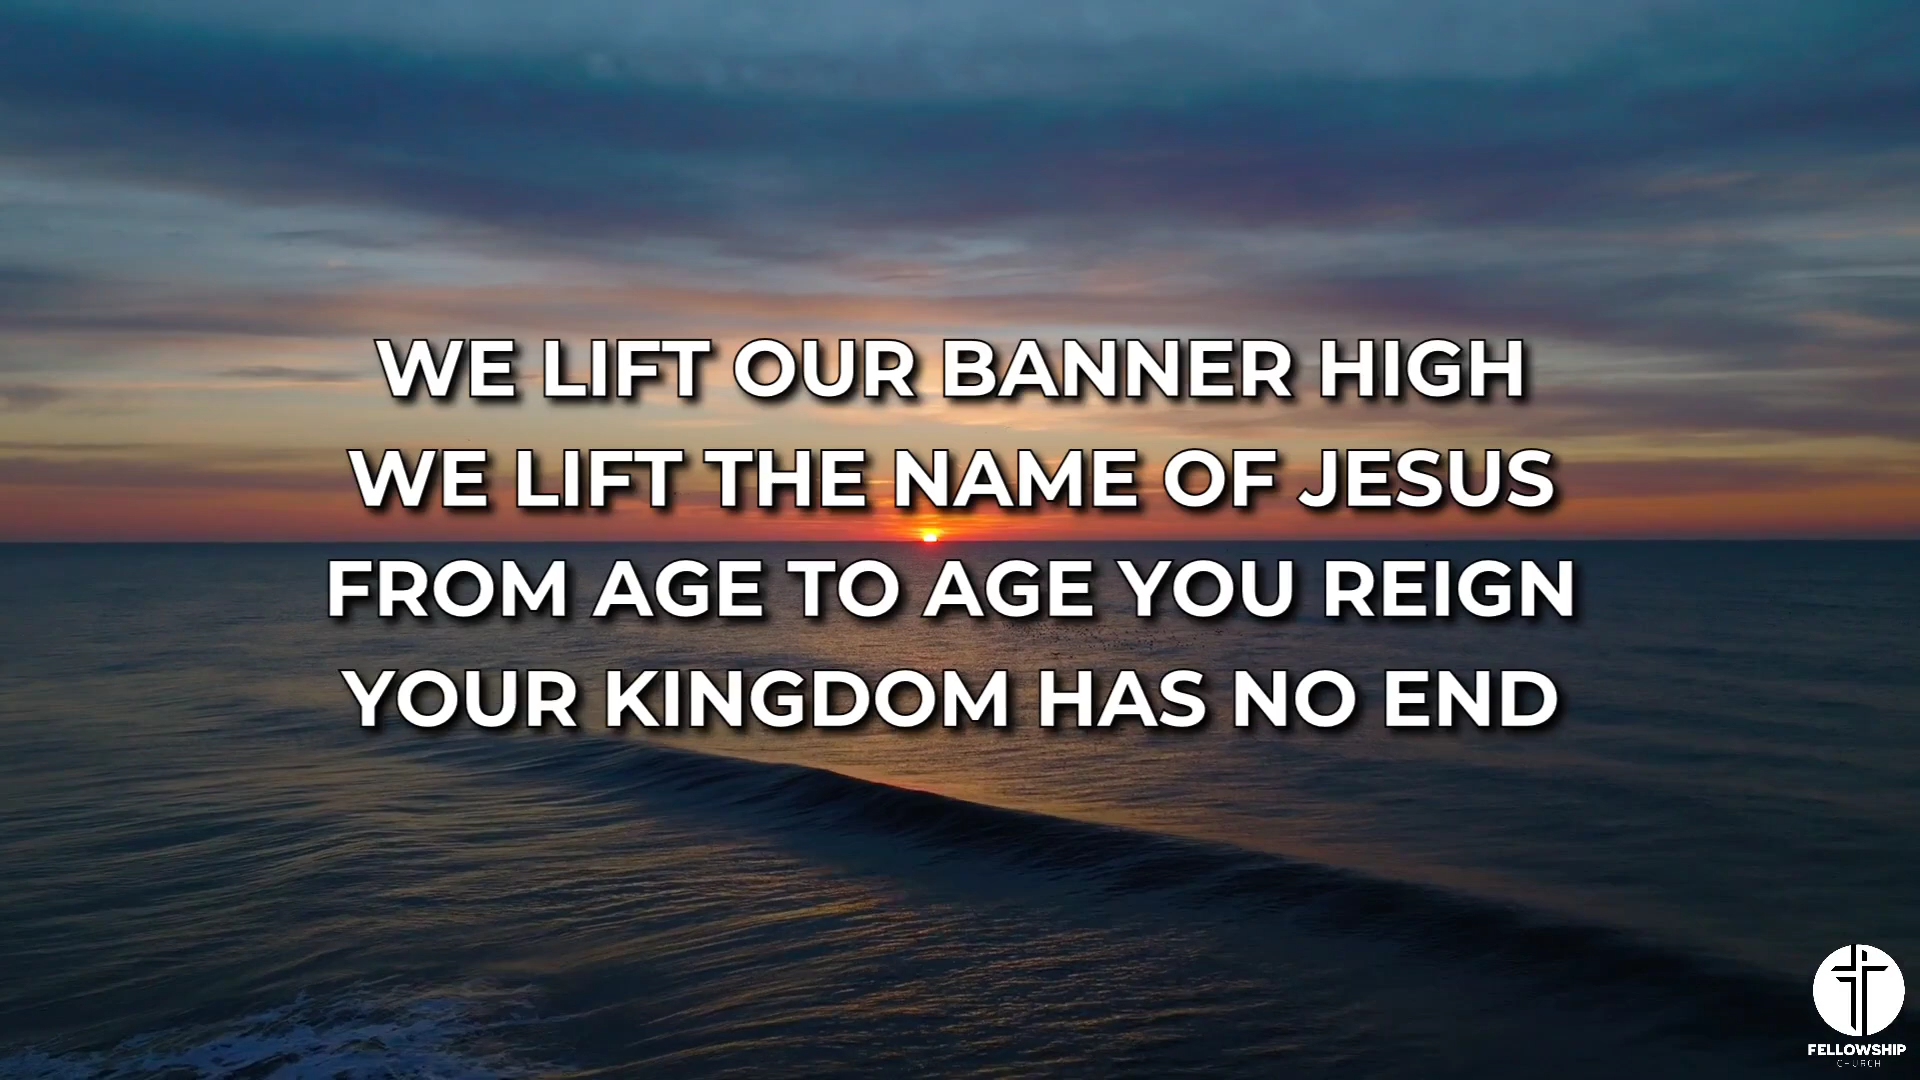 WE LIFT OUR BANNER HIGH
WE LIFT THE NAME OF JESUS
FROM AGE TO AGE YOU REIGN
YOUR KINGDOM HAS NO END
FELLOWSHIP
CHURCH